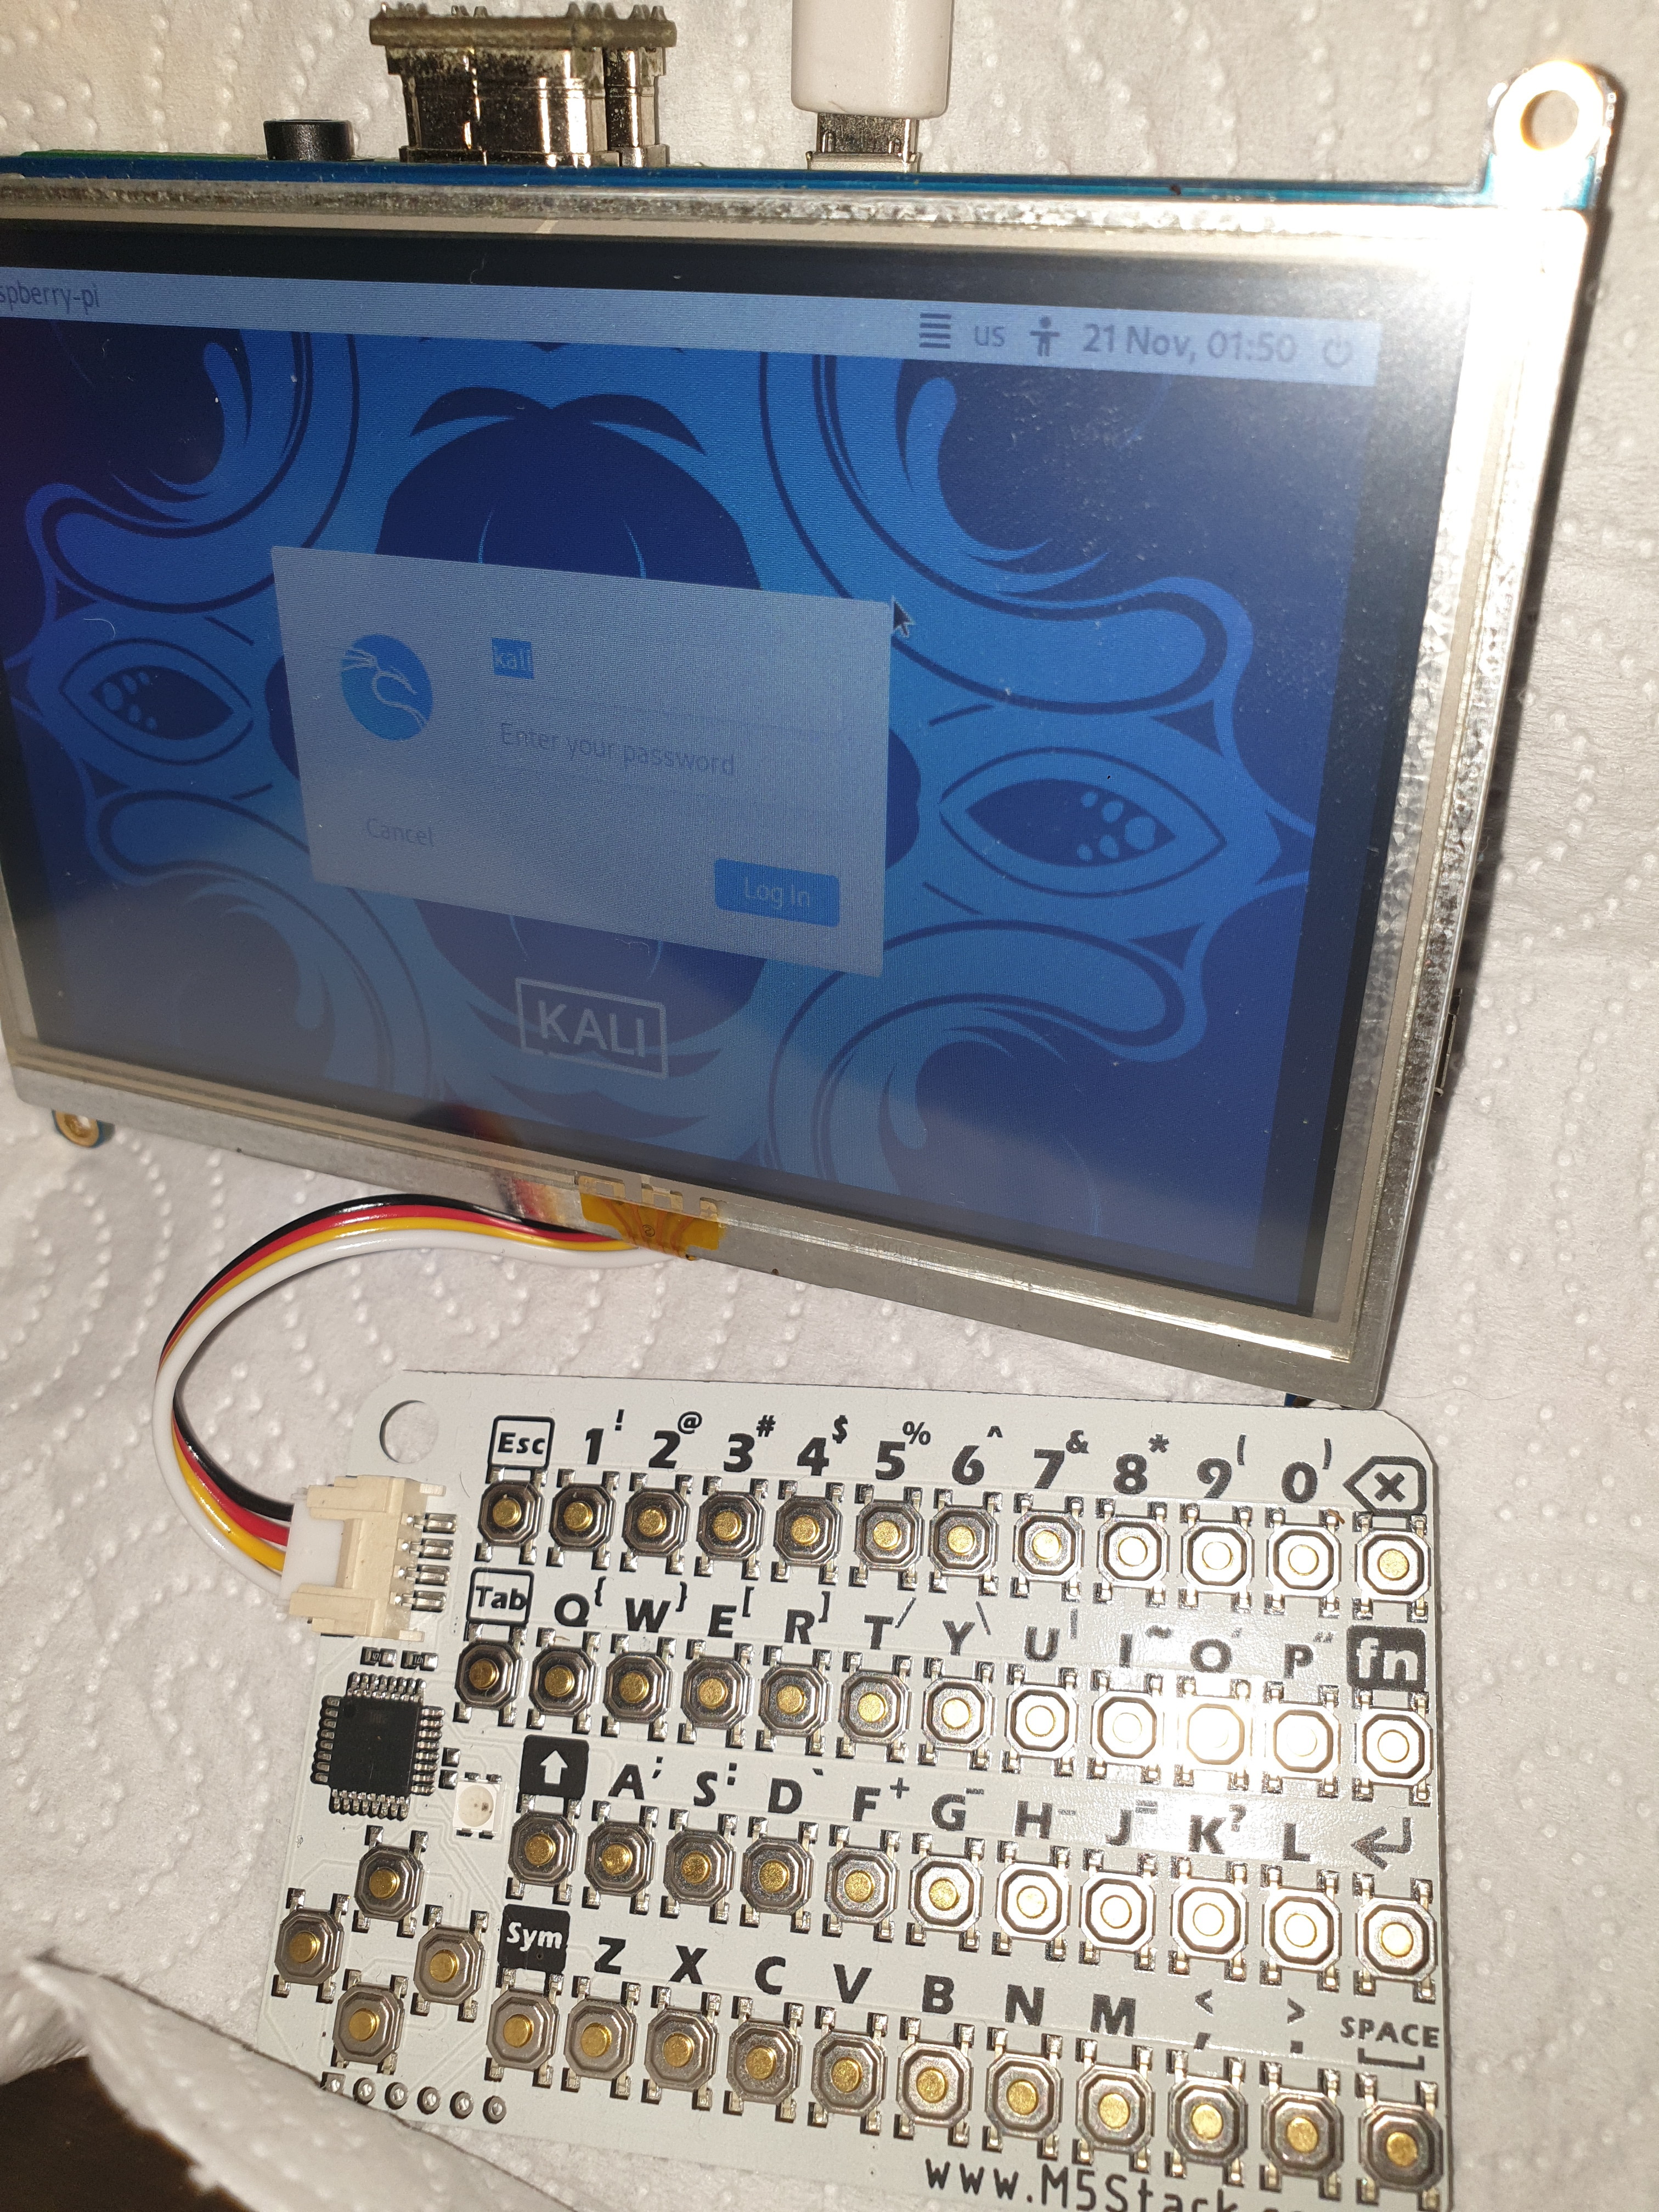 spberry-pi
us 21 Nov, 01:50
kali
Enter your password
Cancel
Log In
KALI
Esc 1! 2@ 3# 4$ 5% 6^ 7& 8* 9( 0)
Tab Q{ W} E[ R] T/ Y\ U| I~ O' P" fn
A; S: D` F+ G- H_ J= K? L
Sym Z X C V B N M ,< .> SPACE
www.M5Stack.